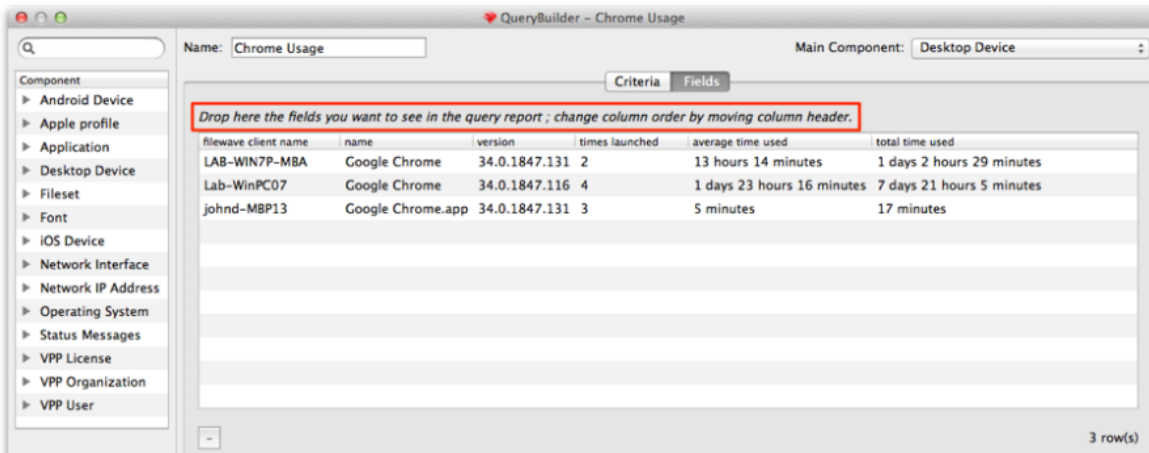 QueryBuilder – Chrome Usage
Name: Chrome Usage
Main Component: Desktop Device
Criteria Fields
Component
Android Device
Apple profile
Application
Desktop Device
Fileset
Font
iOS Device
Network Interface
Network IP Address
Operating System
Status Messages
VPP License
VPP Organization
VPP User
Drop here the fields you want to see in the query report ; change column order by moving column header.
filewave client name name version times launched average time used total time used
LAB-WIN7P-MBA Google Chrome 34.0.1847.131 2 13 hours 14 minutes 1 days 2 hours 29 minutes
Lab-WinPC07 Google Chrome 34.0.1847.116 4 1 days 23 hours 16 minutes 7 days 21 hours 5 minutes
johnd-MBP13 Google Chrome.app 34.0.1847.131 3 5 minutes 17 minutes
3 row(s)